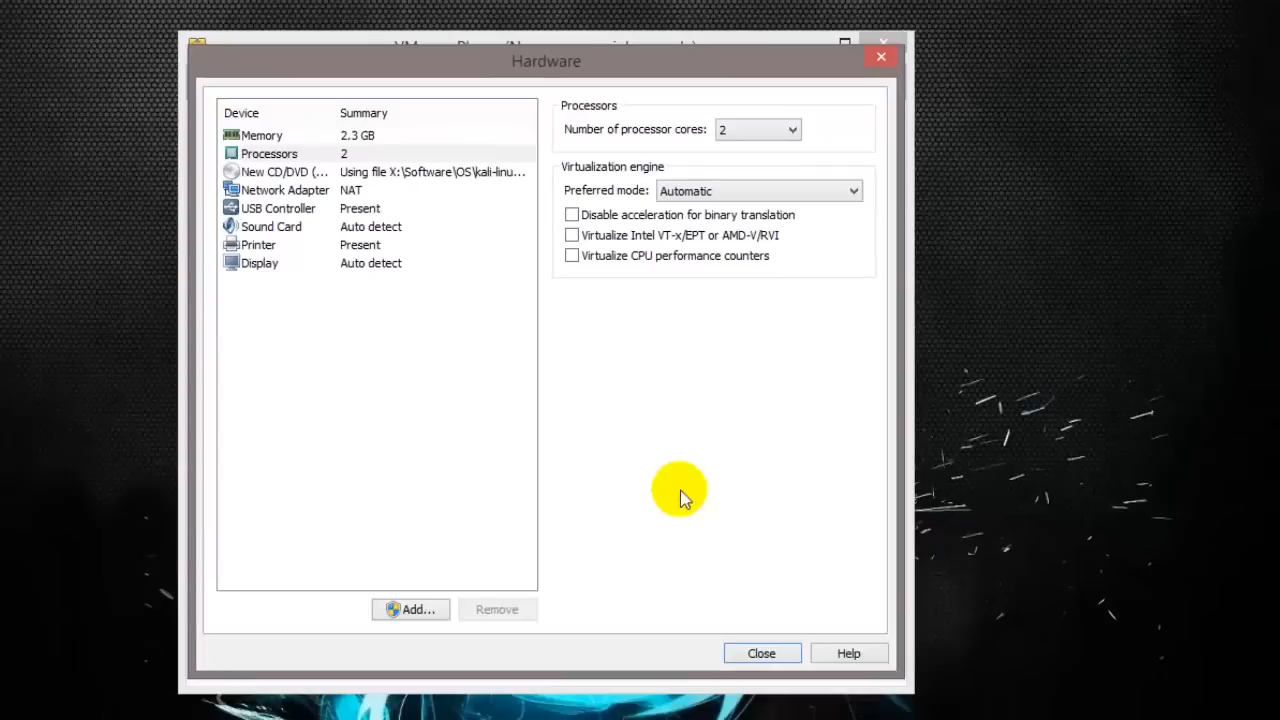 Hardware
Device Summary
Memory 2.3 GB
Processors 2
New CD/DVD (... Using file X:\Software\OS\kali-linu...
Network Adapter NAT
USB Controller Present
Sound Card Auto detect
Printer Present
Display Auto detect
Add... Remove
Processors
Number of processor cores: 2
Virtualization engine
Preferred mode: Automatic
Disable acceleration for binary translation
Virtualize Intel VT-x/EPT or AMD-V/RVI
Virtualize CPU performance counters
Close Help